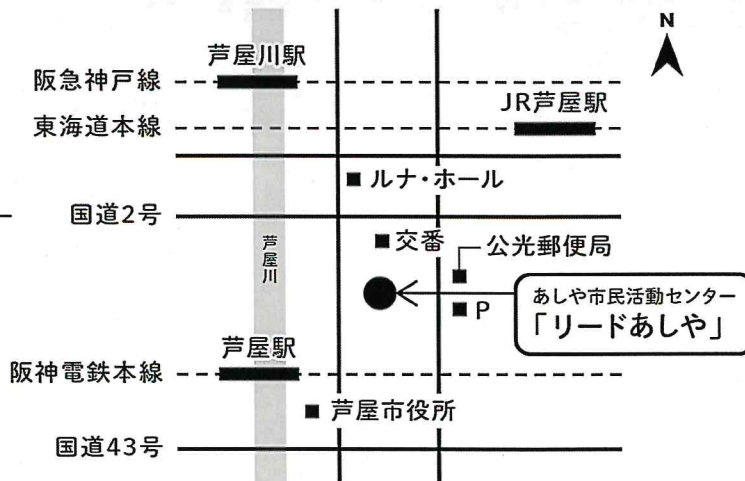 N
芦屋川駅
阪急神戸線
JR芦屋駅
東海道本線
ルナ・ホール
国道2号
交番
公光郵便局
芦屋川
あしや市民活動センター
「リードあしや」
P
芦屋駅
阪神電鉄本線
芦屋市役所
国道43号